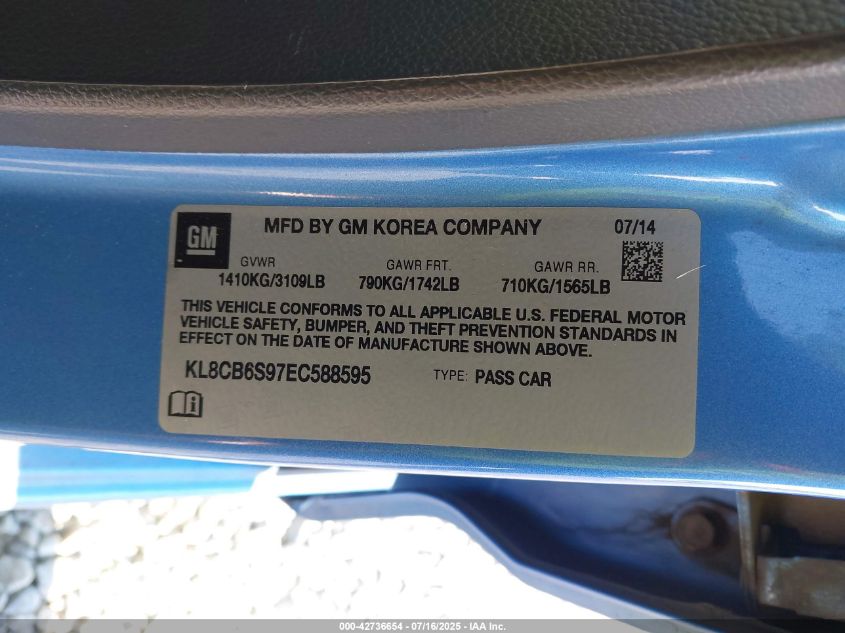 GM
MFD BY GM KOREA COMPANY 07/14
GVWR GAWR FRT. GAWR RR.
1410KG/3109LB 790KG/1742LB 710KG/1565LB
THIS VEHICLE CONFORMS TO ALL APPLICABLE U.S. FEDERAL MOTOR
VEHICLE SAFETY, BUMPER, AND THEFT PREVENTION STANDARDS IN
EFFECT ON THE DATE OF MANUFACTURE SHOWN ABOVE.
KL8CB6S97EC588595 TYPE: PASS CAR
000-42736654 - 07/16/2025 - IAA Inc.